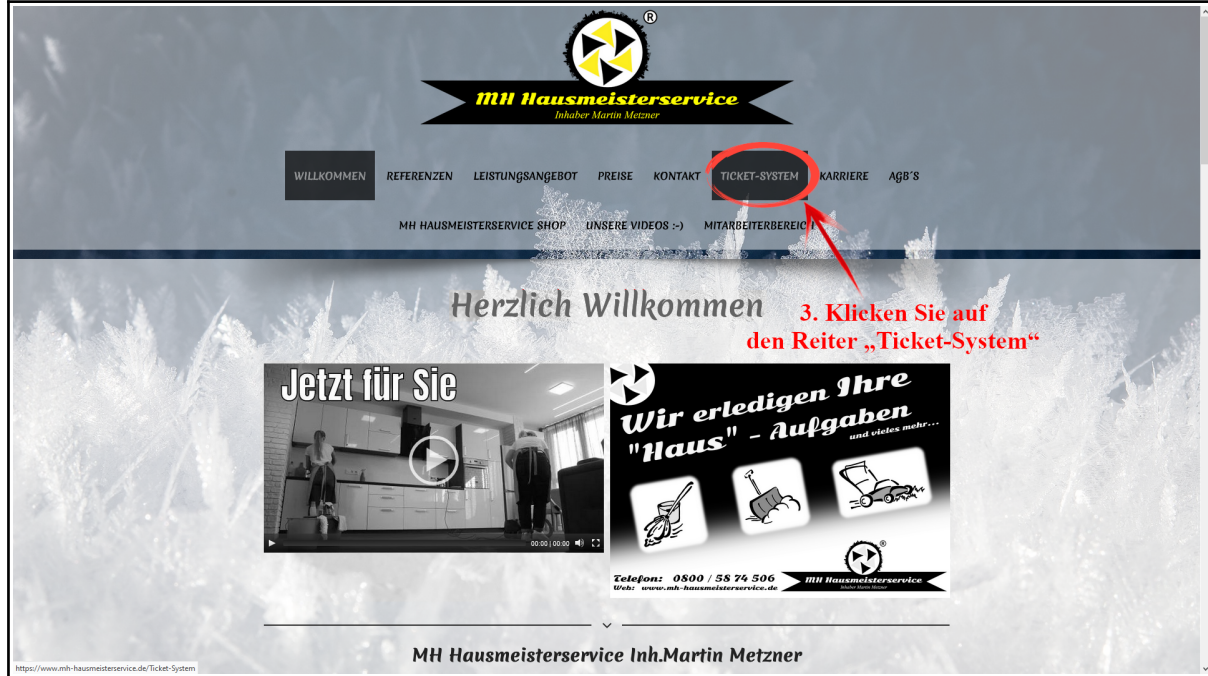 ®
MH Hausmeisterservice
Inhaber Martin Metzner
WILLKOMMEN REFERENZEN LEISTUNGSANGEBOT PREISE KONTAKT TICKET-SYSTEM KARRIERE AGB´S
MH HAUSMEISTERSERVICE SHOP UNSERE VIDEOS :-) MITARBEITERBEREICH
Herzlich Willkommen
3. Klicken Sie auf
den Reiter „Ticket-System“
Jetzt für Sie
00:00 | 00:00
Wir erledigen Ihre
"Haus" - Aufgaben
und vieles mehr...
®
Telefon: 0800 / 58 74 506
Web: www.mh-hausmeisterservice.de
MH Hausmeisterservice
Inhaber Martin Metzner
MH Hausmeisterservice Inh.Martin Metzner
https://www.mh-hausmeisterservice.de/Ticket-System